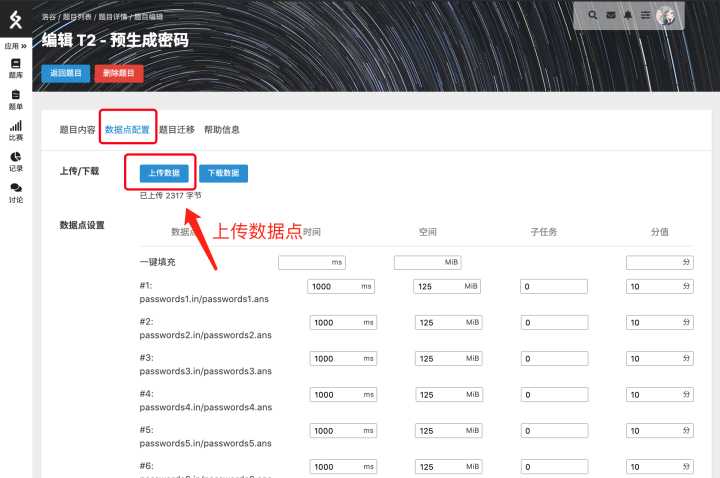 洛谷 / 题目列表 / 题目详情 / 题目编辑
编辑 T2 - 预生成密码
应用 »
返回题目 删除题目
题库
题单
比赛
记录
讨论
题目内容 数据点配置 题目迁移 帮助信息
上传/下载 上传数据 下载数据
已上传 2317 字节
上传数据点
数据点设置 数据点 时间 空间 子任务 分值
一键填充 ms MiB 分
#1: 1000 ms 125 MiB 0 10 分
passwords1.in/passwords1.ans
#2: 1000 ms 125 MiB 0 10 分
passwords2.in/passwords2.ans
#3: 1000 ms 125 MiB 0 10 分
passwords3.in/passwords3.ans
#4: 1000 ms 125 MiB 0 10 分
passwords4.in/passwords4.ans
#5: 1000 ms 125 MiB 0 10 分
passwords5.in/passwords5.ans
#6: 1000 ms 125 MiB 0 10 分